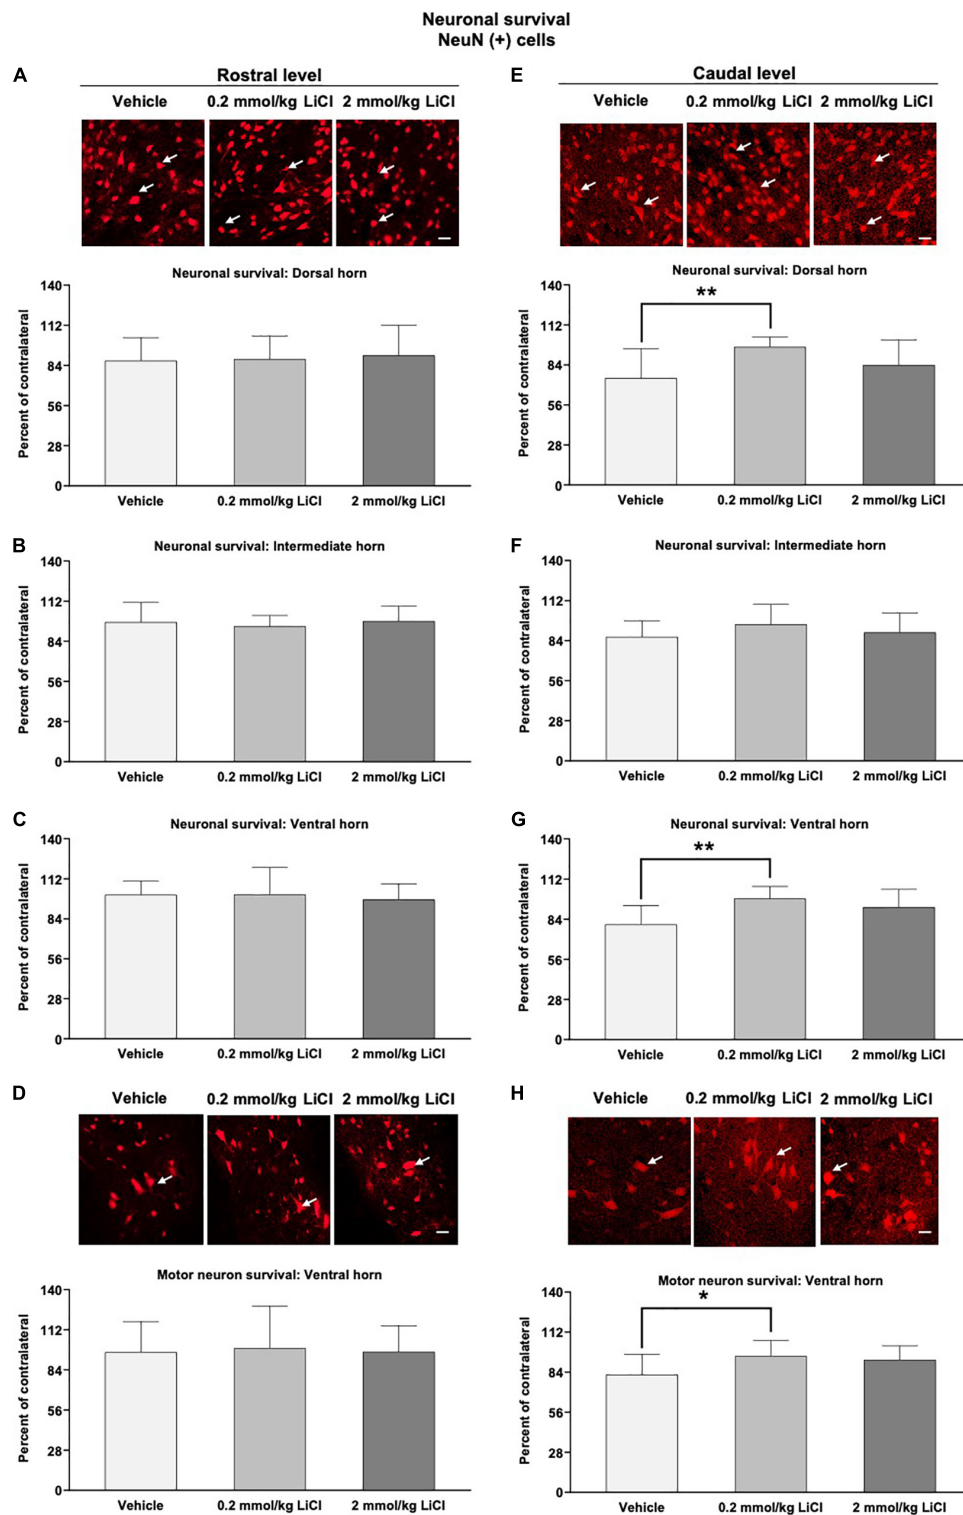 Neuronal survival
NeuN (+) cells
A
Rostral level
Vehicle 0.2 mmol/kg LiCl 2 mmol/kg LiCl
Neuronal survival: Dorsal horn
Percent of contralateral
140
112
84
56
28
0
Vehicle 0.2 mmol/kg LiCl 2 mmol/kg LiCl
B
Neuronal survival: Intermediate horn
Percent of contralateral
140
112
84
56
28
0
Vehicle 0.2 mmol/kg LiCl 2 mmol/kg LiCl
C
Neuronal survival: Ventral horn
Percent of contralateral
140
112
84
56
28
0
Vehicle 0.2 mmol/kg LiCl 2 mmol/kg LiCl
D
Vehicle 0.2 mmol/kg LiCl 2 mmol/kg LiCl
Motor neuron survival: Ventral horn
Percent of contralateral
140
112
84
56
28
0
Vehicle 0.2 mmol/kg LiCl 2 mmol/kg LiCl
E
Caudal level
Vehicle 0.2 mmol/kg LiCl 2 mmol/kg LiCl
Neuronal survival: Dorsal horn
Percent of contralateral
140
112
84
56
28
0
**
Vehicle 0.2 mmol/kg LiCl 2 mmol/kg LiCl
F
Neuronal survival: Intermediate horn
Percent of contralateral
140
112
84
56
28
0
Vehicle 0.2 mmol/kg LiCl 2 mmol/kg LiCl
G
Neuronal survival: Ventral horn
Percent of contralateral
140
112
84
56
28
0
**
Vehicle 0.2 mmol/kg LiCl 2 mmol/kg LiCl
H
Vehicle 0.2 mmol/kg LiCl 2 mmol/kg LiCl
Motor neuron survival: Ventral horn
Percent of contralateral
140
112
84
56
28
0
*
Vehicle 0.2 mmol/kg LiCl 2 mmol/kg LiCl